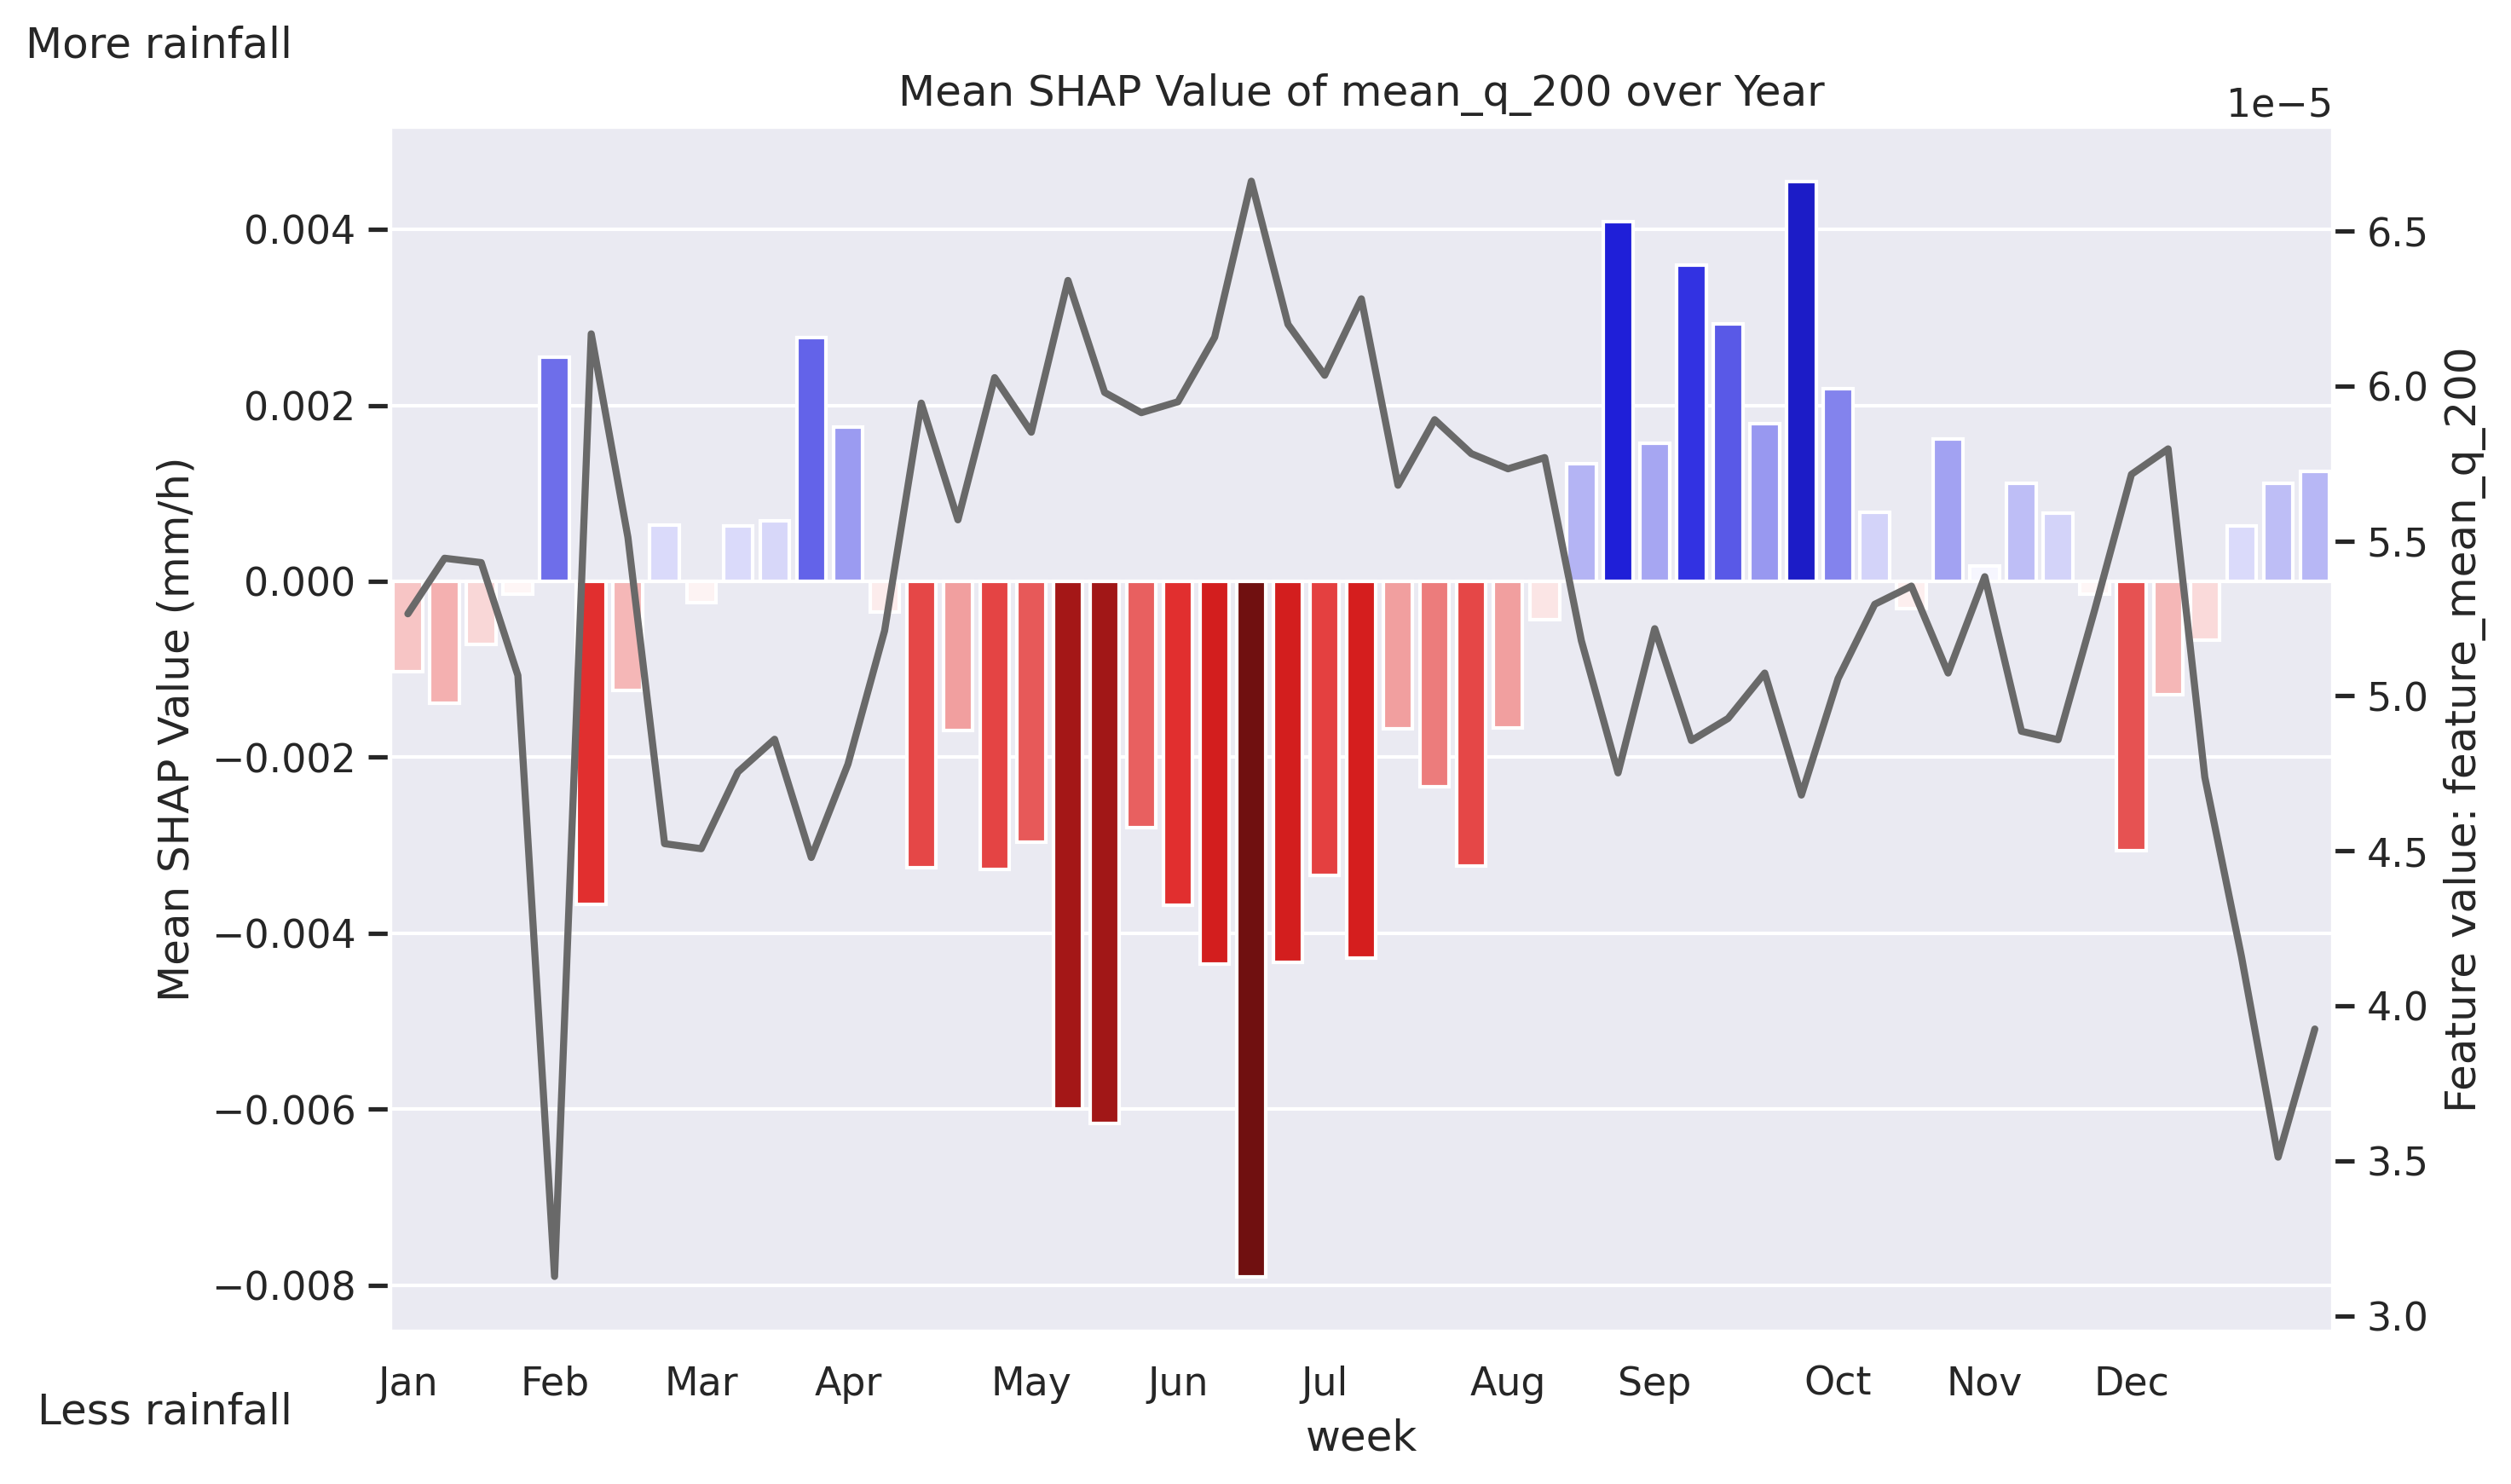 More rainfall
Mean SHAP Value of mean_q_200 over Year
1e−5
0.004
0.002
0.000
−0.002
−0.004
−0.006
−0.008
Mean SHAP Value (mm/h)
6.5
6.0
5.5
5.0
4.5
4.0
3.5
3.0
Feature value: feature_mean_q_200
Jan Feb Mar Apr May Jun Jul Aug Sep Oct Nov Dec
Less rainfall
week